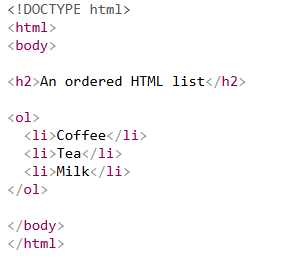 <!DOCTYPE html>
<html>
<body>

<h2>An ordered HTML list</h2>

<ol>
  <li>Coffee</li>
  <li>Tea</li>
  <li>Milk</li>
</ol>

</body>
</html>